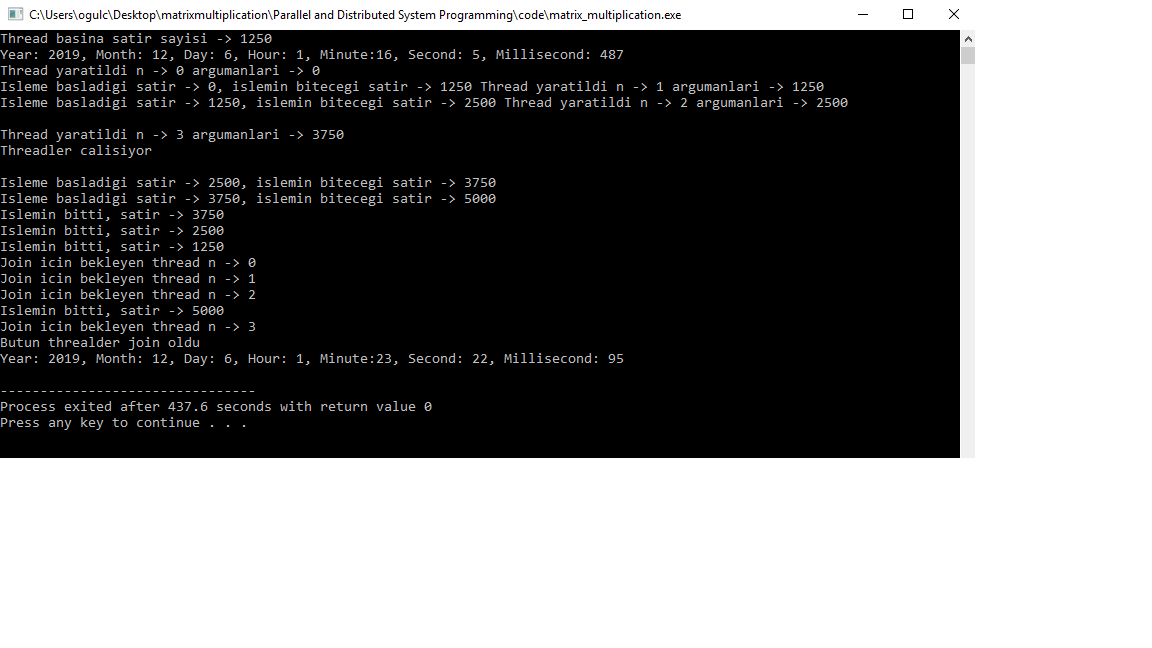 C:\Users\ogulc\Desktop\matrixmultiplication\Parallel and Distributed System Programming\code\matrix_multiplication.exe
Thread basina satir sayisi -> 1250
Year: 2019, Month: 12, Day: 6, Hour: 1, Minute:16, Second: 5, Millisecond: 487
Thread yaratildi n -> 0 argumanlari -> 0
Isleme basladigi satir -> 0, islemin bitecegi satir -> 1250 Thread yaratildi n -> 1 argumanlari -> 1250
Isleme basladigi satir -> 1250, islemin bitecegi satir -> 2500 Thread yaratildi n -> 2 argumanlari -> 2500
Thread yaratildi n -> 3 argumanlari -> 3750
Threadler calisiyor
Isleme basladigi satir -> 2500, islemin bitecegi satir -> 3750
Isleme basladigi satir -> 3750, islemin bitecegi satir -> 5000
Islemin bitti, satir -> 3750
Islemin bitti, satir -> 2500
Islemin bitti, satir -> 1250
Join icin bekleyen thread n -> 0
Join icin bekleyen thread n -> 1
Join icin bekleyen thread n -> 2
Islemin bitti, satir -> 5000
Join icin bekleyen thread n -> 3
Butun threalder join oldu
Year: 2019, Month: 12, Day: 6, Hour: 1, Minute:23, Second: 22, Millisecond: 95
--------------------------------
Process exited after 437.6 seconds with return value 0
Press any key to continue . . .